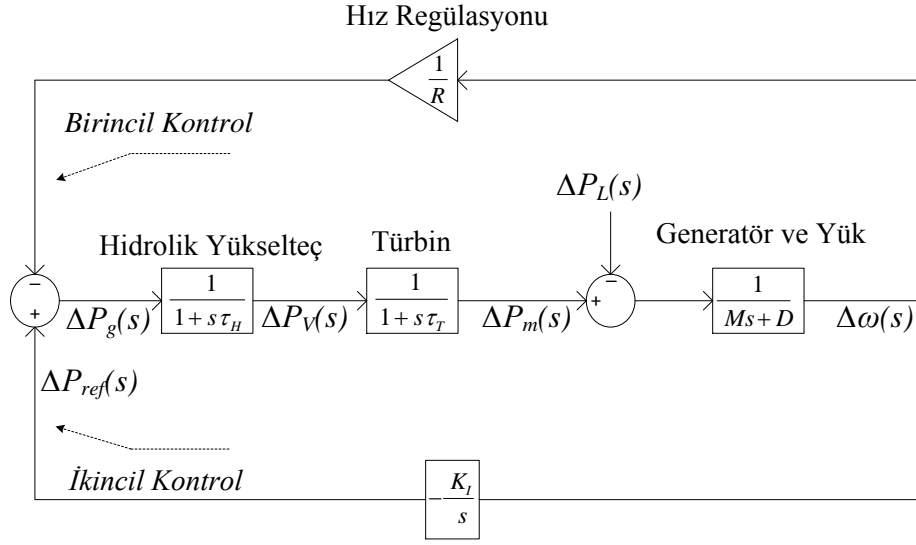 Hız Regülasyonu
1
R
Birincil Kontrol
ΔP_L(s)
Hidrolik Yükselteç
Türbin
Generatör ve Yük
−
−
+
+
1
1 + sτ_H
1
1 + sτ_T
1
Ms + D
ΔP_g(s)
ΔP_V(s)
ΔP_m(s)
Δω(s)
ΔP_ref(s)
İkincil Kontrol
− K_I
s